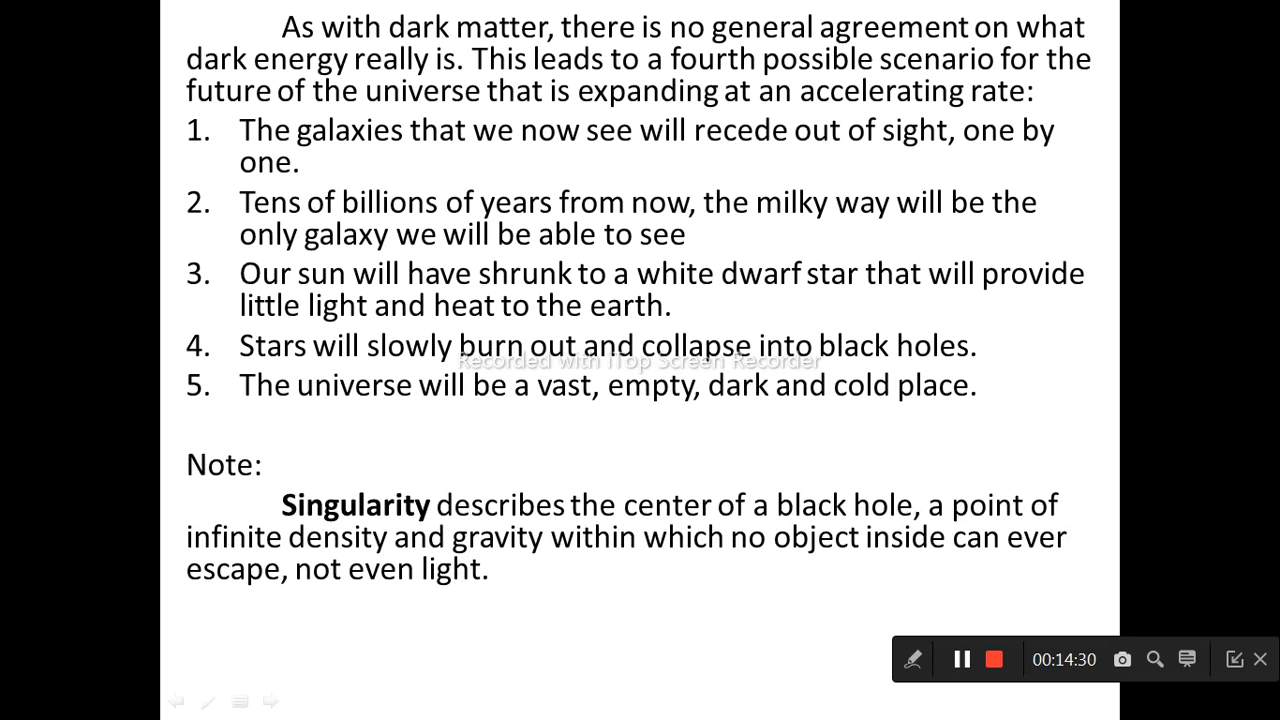 As with dark matter, there is no general agreement on what
dark energy really is. This leads to a fourth possible scenario for the
future of the universe that is expanding at an accelerating rate:
1. The galaxies that we now see will recede out of sight, one by
one.
2. Tens of billions of years from now, the milky way will be the
only galaxy we will be able to see
3. Our sun will have shrunk to a white dwarf star that will provide
little light and heat to the earth.
4. Stars will slowly burn out and collapse into black holes.
Recorded with iTop Screen Recorder
5. The universe will be a vast, empty, dark and cold place.
Note:
Singularity describes the center of a black hole, a point of
infinite density and gravity within which no object inside can ever
escape, not even light.
00:14:30